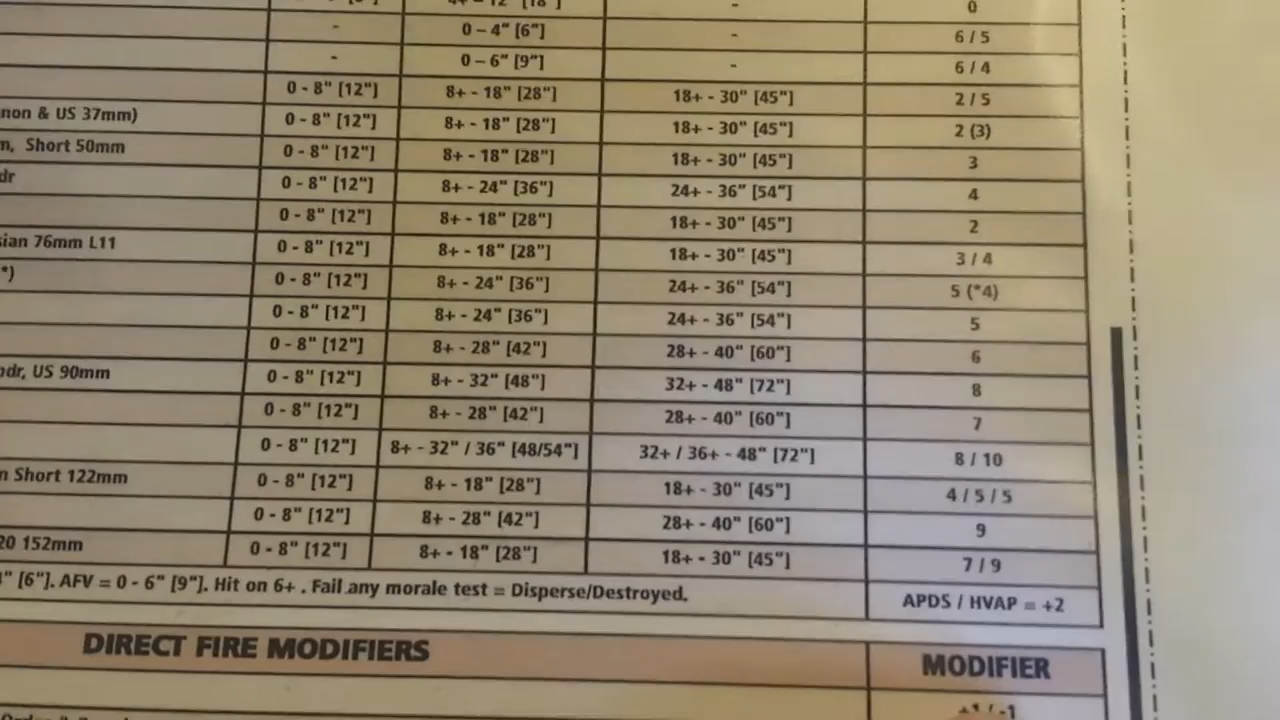 0
- 0 – 4" [6"] - 6 / 5
- 0 – 6" [9"] - 6 / 4
0 - 8" [12"] 8+ - 18" [28"] 18+ - 30" [45"] 2 / 5
non & US 37mm) 0 - 8" [12"] 8+ - 18" [28"] 18+ - 30" [45"] 2 (3)
m, Short 50mm 0 - 8" [12"] 8+ - 18" [28"] 18+ - 30" [45"] 3
dr 0 - 8" [12"] 8+ - 24" [36"] 24+ - 36" [54"] 4
0 - 8" [12"] 8+ - 18" [28"] 18+ - 30" [45"] 2
sian 76mm L11 0 - 8" [12"] 8+ - 18" [28"] 18+ - 30" [45"] 3 / 4
*) 0 - 8" [12"] 8+ - 24" [36"] 24+ - 36" [54"] 5 (*4)
0 - 8" [12"] 8+ - 24" [36"] 24+ - 36" [54"] 5
0 - 8" [12"] 8+ - 28" [42"] 28+ - 40" [60"] 6
pdr, US 90mm 0 - 8" [12"] 8+ - 32" [48"] 32+ - 48" [72"] 8
0 - 8" [12"] 8+ - 28" [42"] 28+ - 40" [60"] 7
0 - 8" [12"] 8+ - 32" / 36" [48/54"] 32+ / 36+ - 48" [72"] 8 / 10
n Short 122mm 0 - 8" [12"] 8+ - 18" [28"] 18+ - 30" [45"] 4 / 5 / 5
0 - 8" [12"] 8+ - 28" [42"] 28+ - 40" [60"] 9
20 152mm 0 - 8" [12"] 8+ - 18" [28"] 18+ - 30" [45"] 7 / 9
" [6"]. AFV = 0 - 6" [9"]. Hit on 6+ . Fail any morale test = Disperse/Destroyed. APDS / HVAP = +2
DIRECT FIRE MODIFIERS MODIFIER
+1 / -1